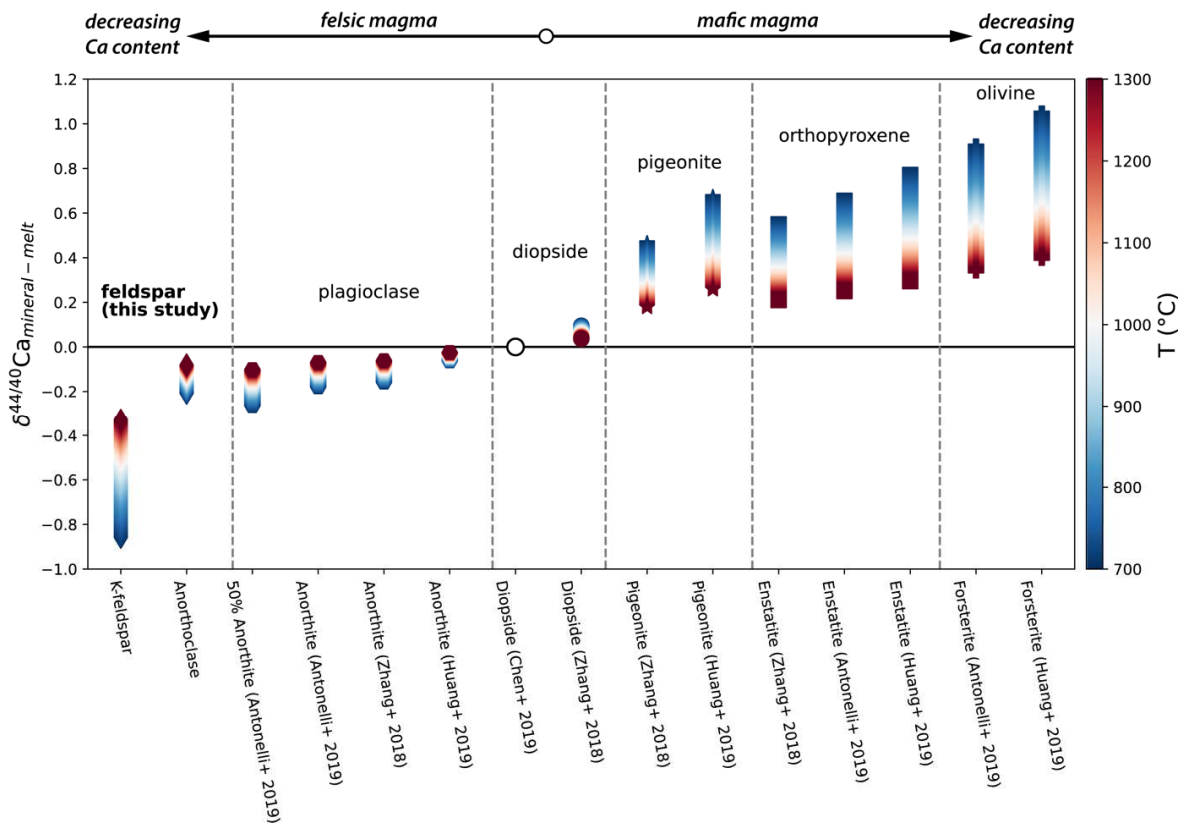 decreasing
Ca content
felsic magma
mafic magma
decreasing
Ca content
δ44/40Ca mineral – melt
1.2
1.0
0.8
0.6
0.4
0.2
0.0
−0.2
−0.4
−0.6
−0.8
−1.0
feldspar
(this study)
plagioclase
diopside
pigeonite
orthopyroxene
olivine
K-feldspar
Anorthoclase
50% Anorthite (Antonelli+ 2019)
Anorthite (Antonelli+ 2019)
Anorthite (Zhang+ 2018)
Anorthite (Huang+ 2019)
Diopside (Chen+ 2019)
Diopside (Zhang+ 2018)
Pigeonite (Zhang+ 2018)
Pigeonite (Huang+ 2019)
Enstatite (Zhang+ 2018)
Enstatite (Antonelli+ 2019)
Enstatite (Huang+ 2019)
Forsterite (Antonelli+ 2019)
Forsterite (Huang+ 2019)
1300
1200
1100
1000
900
800
700
T (°C)